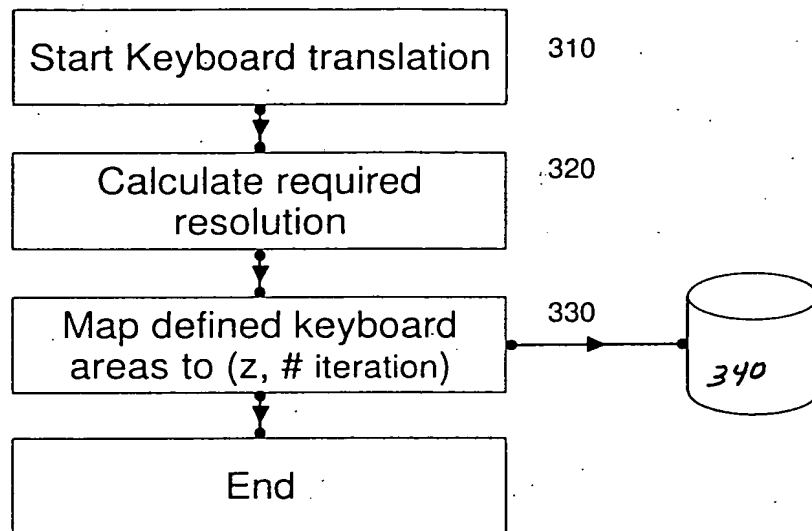 Start Keyboard translation 310
Calculate required 320
resolution
Map defined keyboard 330
areas to (z, # iteration)
340
End